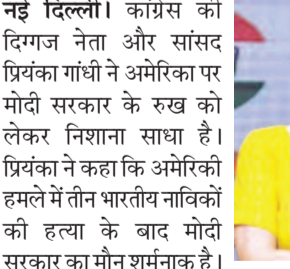 नई दिल्ली। कांग्रेस की
दिग्गज नेता और सांसद
प्रियंका गांधी ने अमेरिका पर
मोदी सरकार के रुख को
लेकर निशाना साधा है।
प्रियंका ने कहा कि अमेरिकी
हमले में तीन भारतीय नाविकों
की हत्या के बाद मोदी
सरकार का मौन शर्मनाक है।